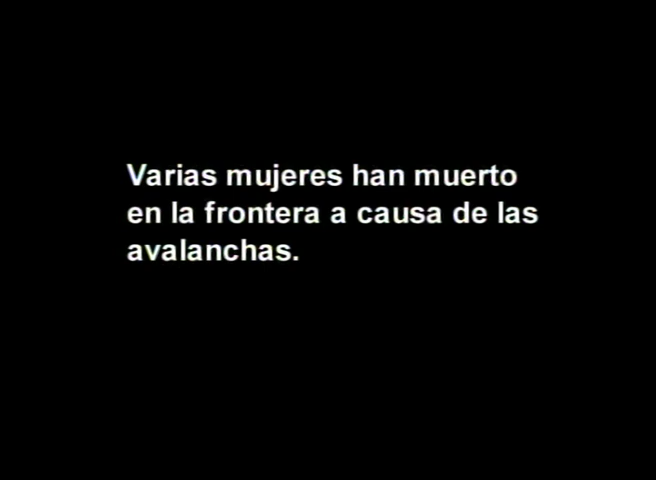 Varias mujeres han muerto
en la frontera a causa de las
avalanchas.